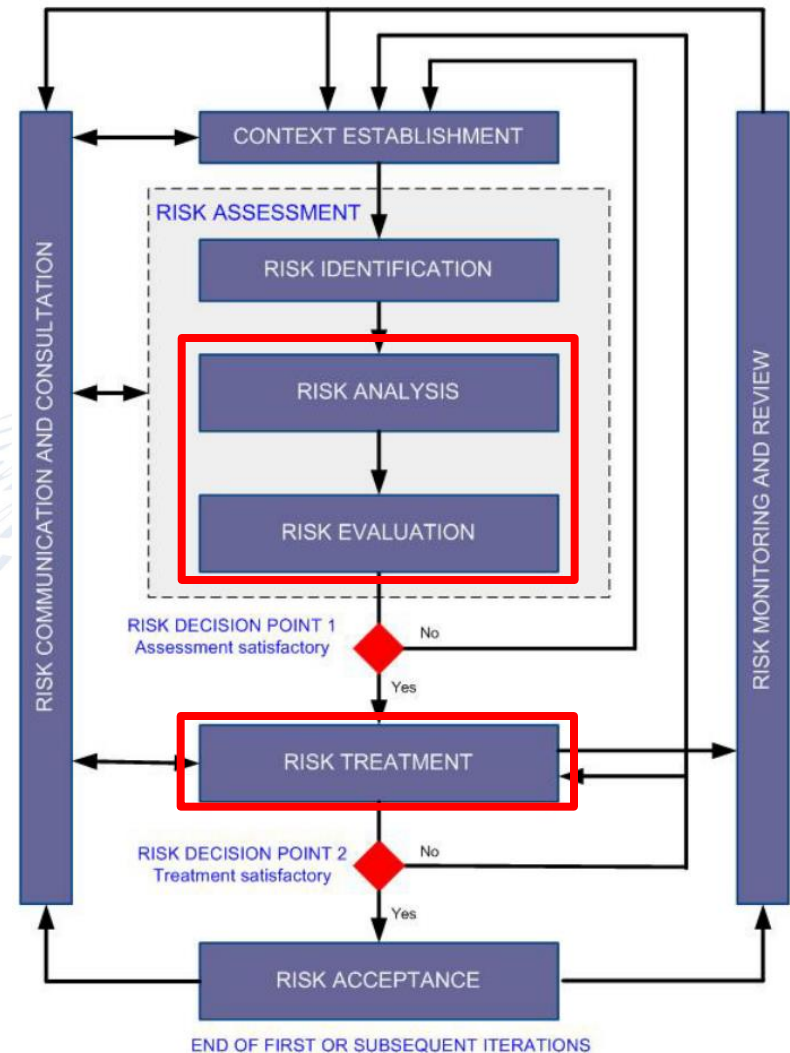 CONTEXT ESTABLISHMENT
RISK ASSESSMENT
RISK IDENTIFICATION
RISK ANALYSIS
RISK EVALUATION
RISK COMMUNICATION AND CONSULTATION
RISK MONITORING AND REVIEW
RISK DECISION POINT 1
Assessment satisfactory
No
Yes
RISK TREATMENT
RISK DECISION POINT 2
Treatment satisfactory
No
Yes
RISK ACCEPTANCE
END OF FIRST OR SUBSEQUENT ITERATIONS